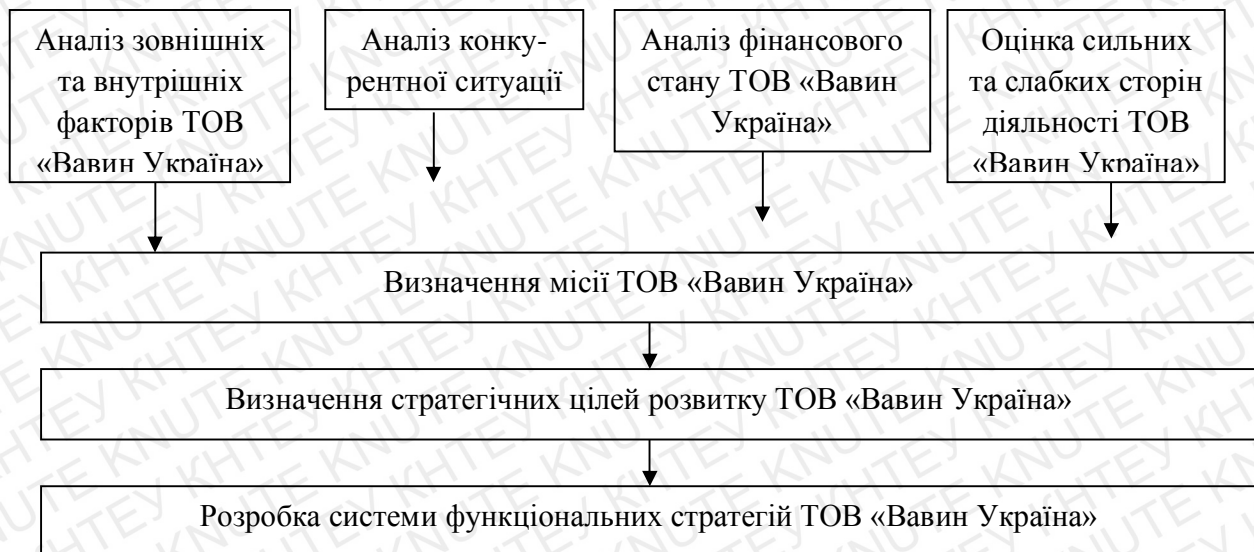 Аналіз зовнішніх
та внутрішніх
факторів ТОВ
«Вавин Україна»
Аналіз конку-
рентної ситуації
Аналіз фінансового
стану ТОВ «Вавин
Україна»
Оцінка сильних
та слабких сторін
діяльності ТОВ
«Вавин Україна»
Визначення місії ТОВ «Вавин Україна»
Визначення стратегічних цілей розвитку ТОВ «Вавин Україна»
Розробка системи функціональних стратегій ТОВ «Вавин Україна»